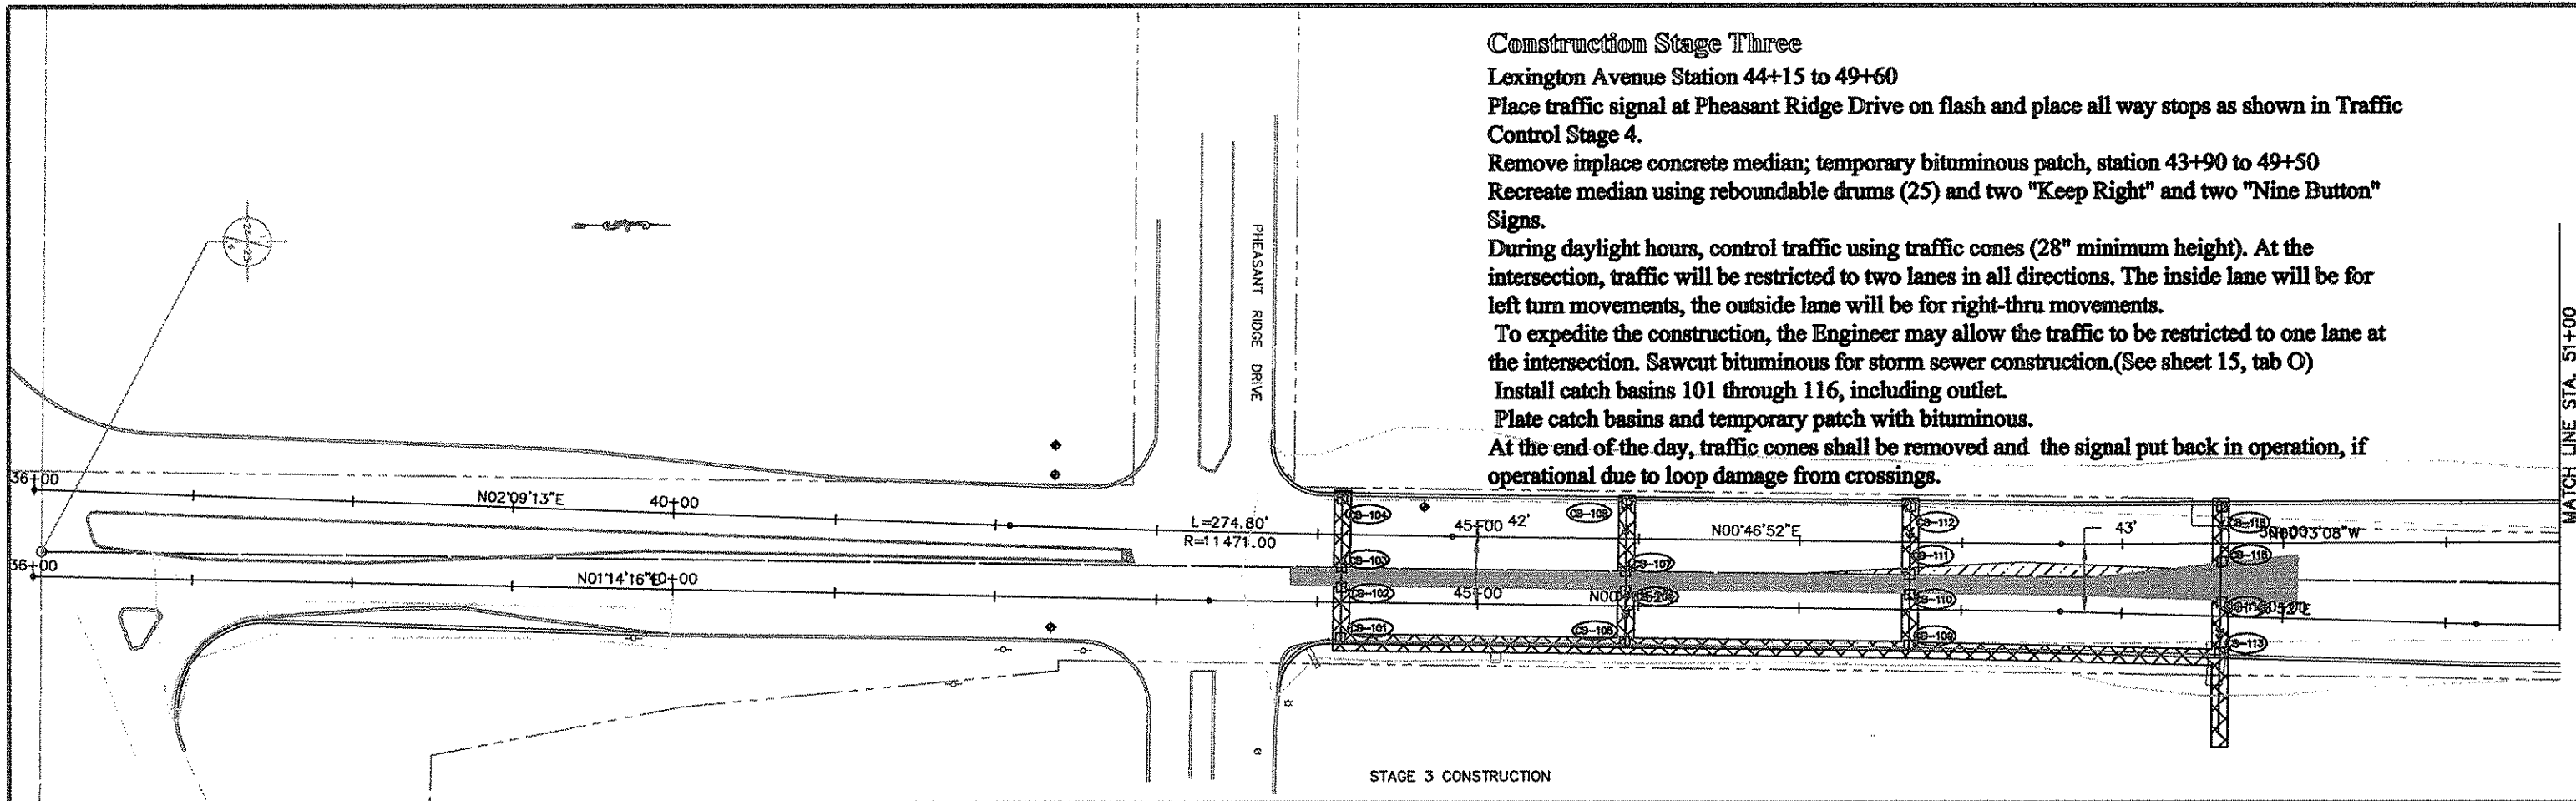 Construction Stage Three
Lexington Avenue Station 44+15 to 49+60
Place traffic signal at Pheasant Ridge Drive on flash and place all way stops as shown in Traffic
Control Stage 4.
Remove inplace concrete median; temporary bituminous patch, station 43+90 to 49+50
Recreate median using reboundable drums (25) and two "Keep Right" and two "Nine Button"
Signs.
During daylight hours, control traffic using traffic cones (28" minimum height). At the
intersection, traffic will be restricted to two lanes in all directions. The inside lane will be for
left turn movements, the outside lane will be for right-thru movements.
To expedite the construction, the Engineer may allow the traffic to be restricted to one lane at
the intersection. Sawcut bituminous for storm sewer construction.(See sheet 15, tab O)
Install catch basins 101 through 116, including outlet.
Plate catch basins and temporary patch with bituminous.
At the end of the day, traffic cones shall be removed and the signal put back in operation, if
operational due to loop damage from crossings.
PHEASANT RIDGE DRIVE
MATCH LINE STA. 51+00
36+00
N02°09'13"E
40+00
L=274.80'
R=11471.00
CB-104
45+00
42'
N00°46'52"E
CB-112
43'
CB-103
CB-107
CB-111
CB-116
36+00
N01°14'16"E
40+00
CB-102
45+00
CB-110
CB-101
CB-105
CB-109
CB-113
STAGE 3 CONSTRUCTION